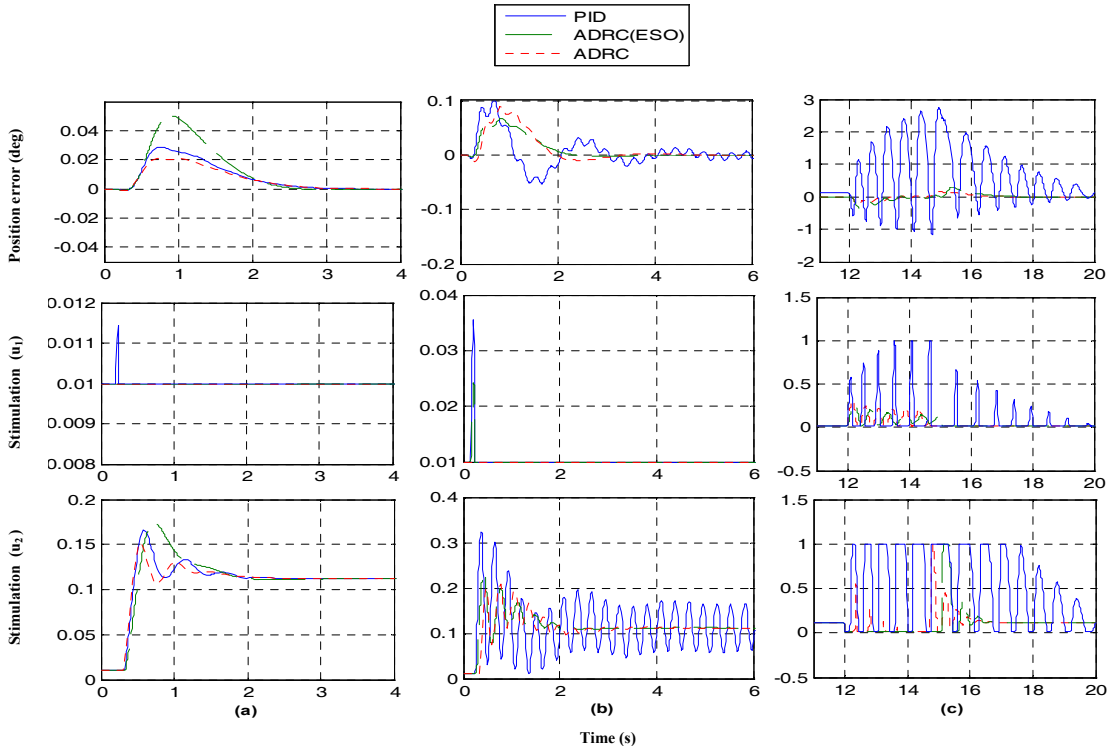 PID
ADRC(ESO)
ADRC
Position error (deg)
0.04
0.02
0
-0.02
-0.04
0 1 2 3 4
0.1
0
-0.1
-0.2
0 2 4 6
3
2
1
0
-1
-2
12 14 16 18 20
Stimulation (u1)
0.012
0.011
0.01
0.009
0.008
0 1 2 3 4
0.04
0.03
0.02
0.01
0 2 4 6
1.5
1
0.5
0
-0.5
12 14 16 18 20
Stimulation (u2)
0.2
0.15
0.1
0.05
0
0 1 2 3 4
(a)
0.4
0.3
0.2
0.1
0
0 2 4 6
(b)
1.5
1
0.5
0
-0.5
12 14 16 18 20
(c)
Time (s)